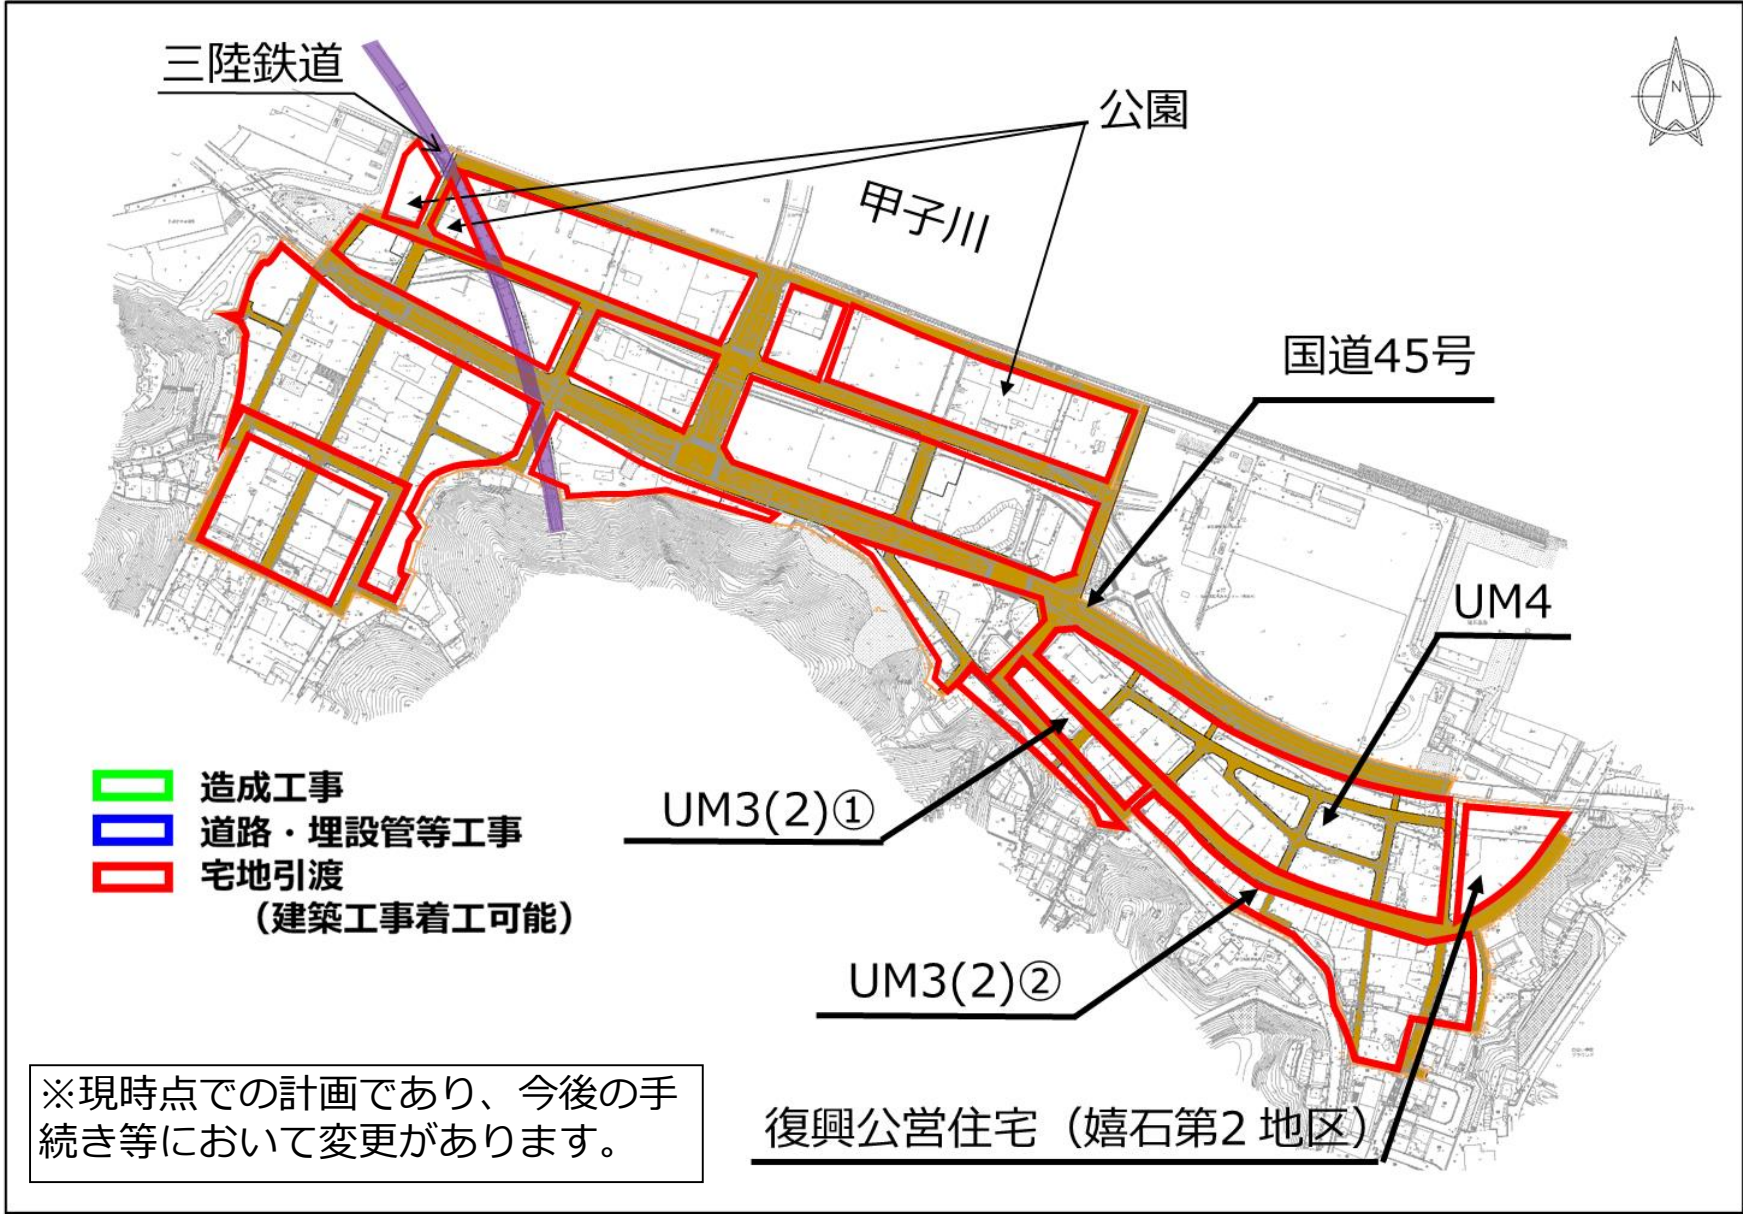 三陸鉄道
公園
N
甲子川
国道45号
UM4
造成工事
道路・埋設管等工事
宅地引渡
（建築工事着工可能）
UM3(2)①
UM3(2)②
復興公営住宅（嬉石第2 地区）
※現時点での計画であり、今後の手
続き等において変更があります。